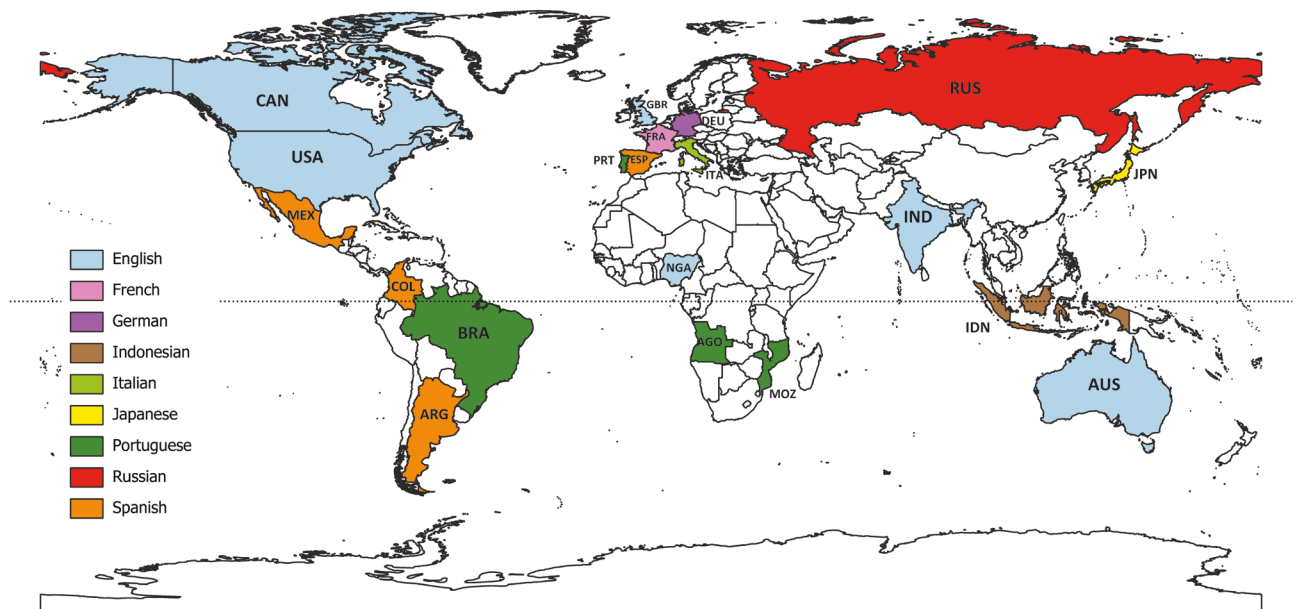 CAN
USA
MEX
COL
BRA
ARG
GBR
DEU
FRA
PRT
ESP
ITA
RUS
JPN
IND
NGA
IDN
AGO
MOZ
AUS
English
French
German
Indonesian
Italian
Japanese
Portuguese
Russian
Spanish